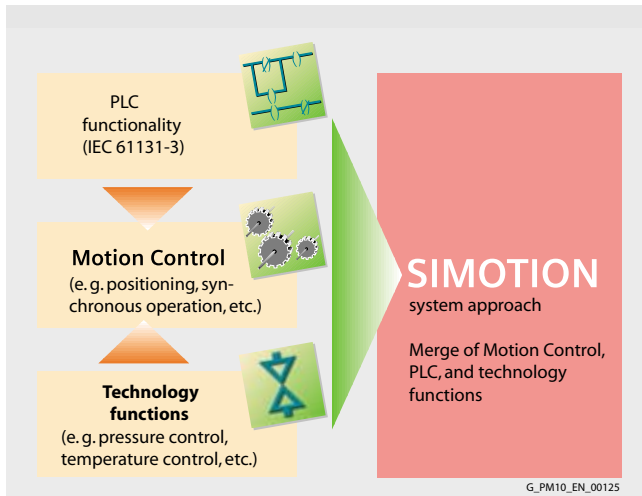 PLC
functionality
(IEC 61131-3)
Motion Control
(e. g. positioning, syn-
chronous operation, etc.)
Technology
functions
(e. g. pressure control,
temperature control, etc.)
SIMOTION
system approach
Merge of Motion Control,
PLC, and technology
functions
G_PM10_EN_00125